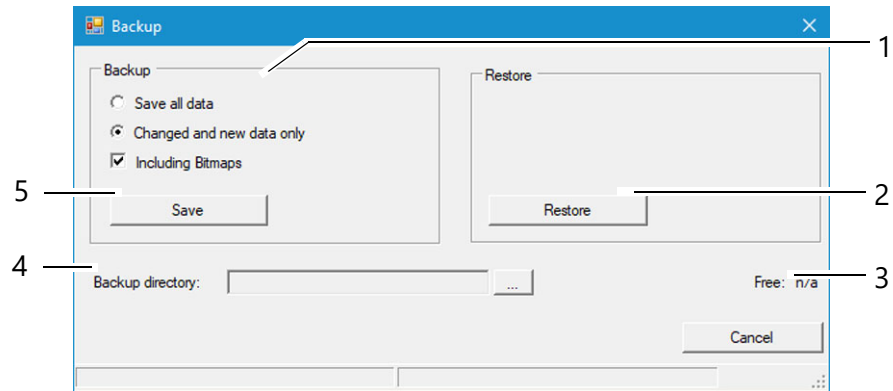 Backup
1
Backup
Restore
Save all data
Changed and new data only
Including Bitmaps
5
2
Save
Restore
4
Backup directory:
...
Free: n/a
3
Cancel